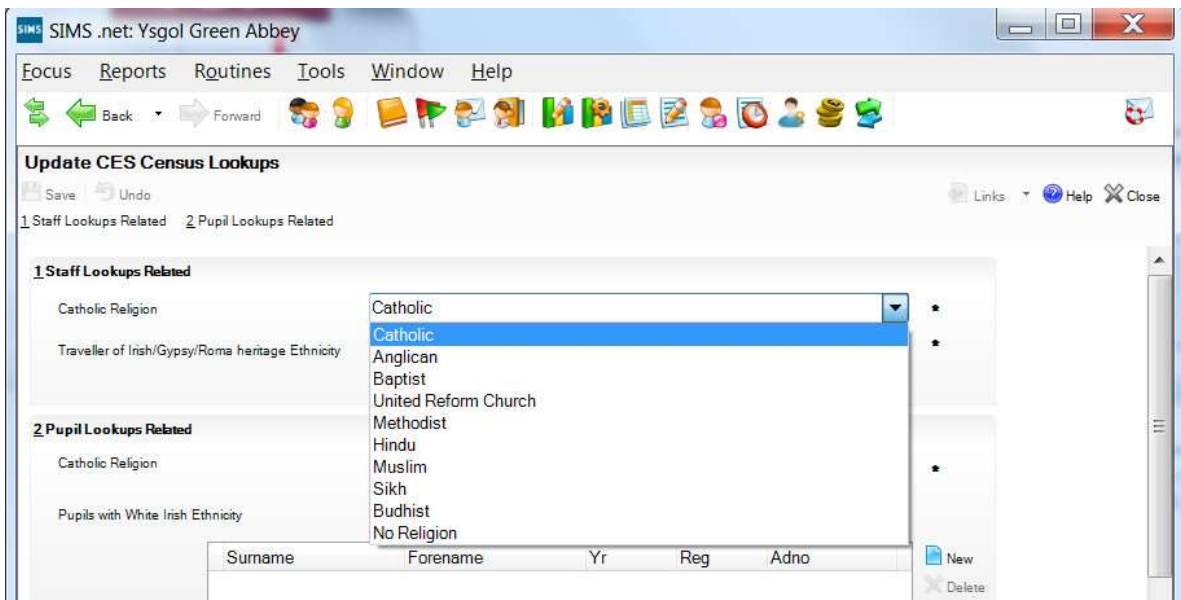 SIMS SIMS .net: Ysgol Green Abbey
Focus Reports Routines Tools Window Help
Back Forward
Update CES Census Lookups
Save Undo Links Help Close
1 Staff Lookups Related 2 Pupil Lookups Related
1 Staff Lookups Related
Catholic Religion Catholic *
Catholic
Traveller of Irish/Gypsy/Roma heritage Ethnicity *
Anglican
Baptist
United Reform Church
2 Pupil Lookups Related
Methodist
Hindu
Catholic Religion *
Muslim
Sikh
Pupils with White Irish Ethnicity
Budhist
No Religion
Surname Forename Yr Reg Adno New
Delete